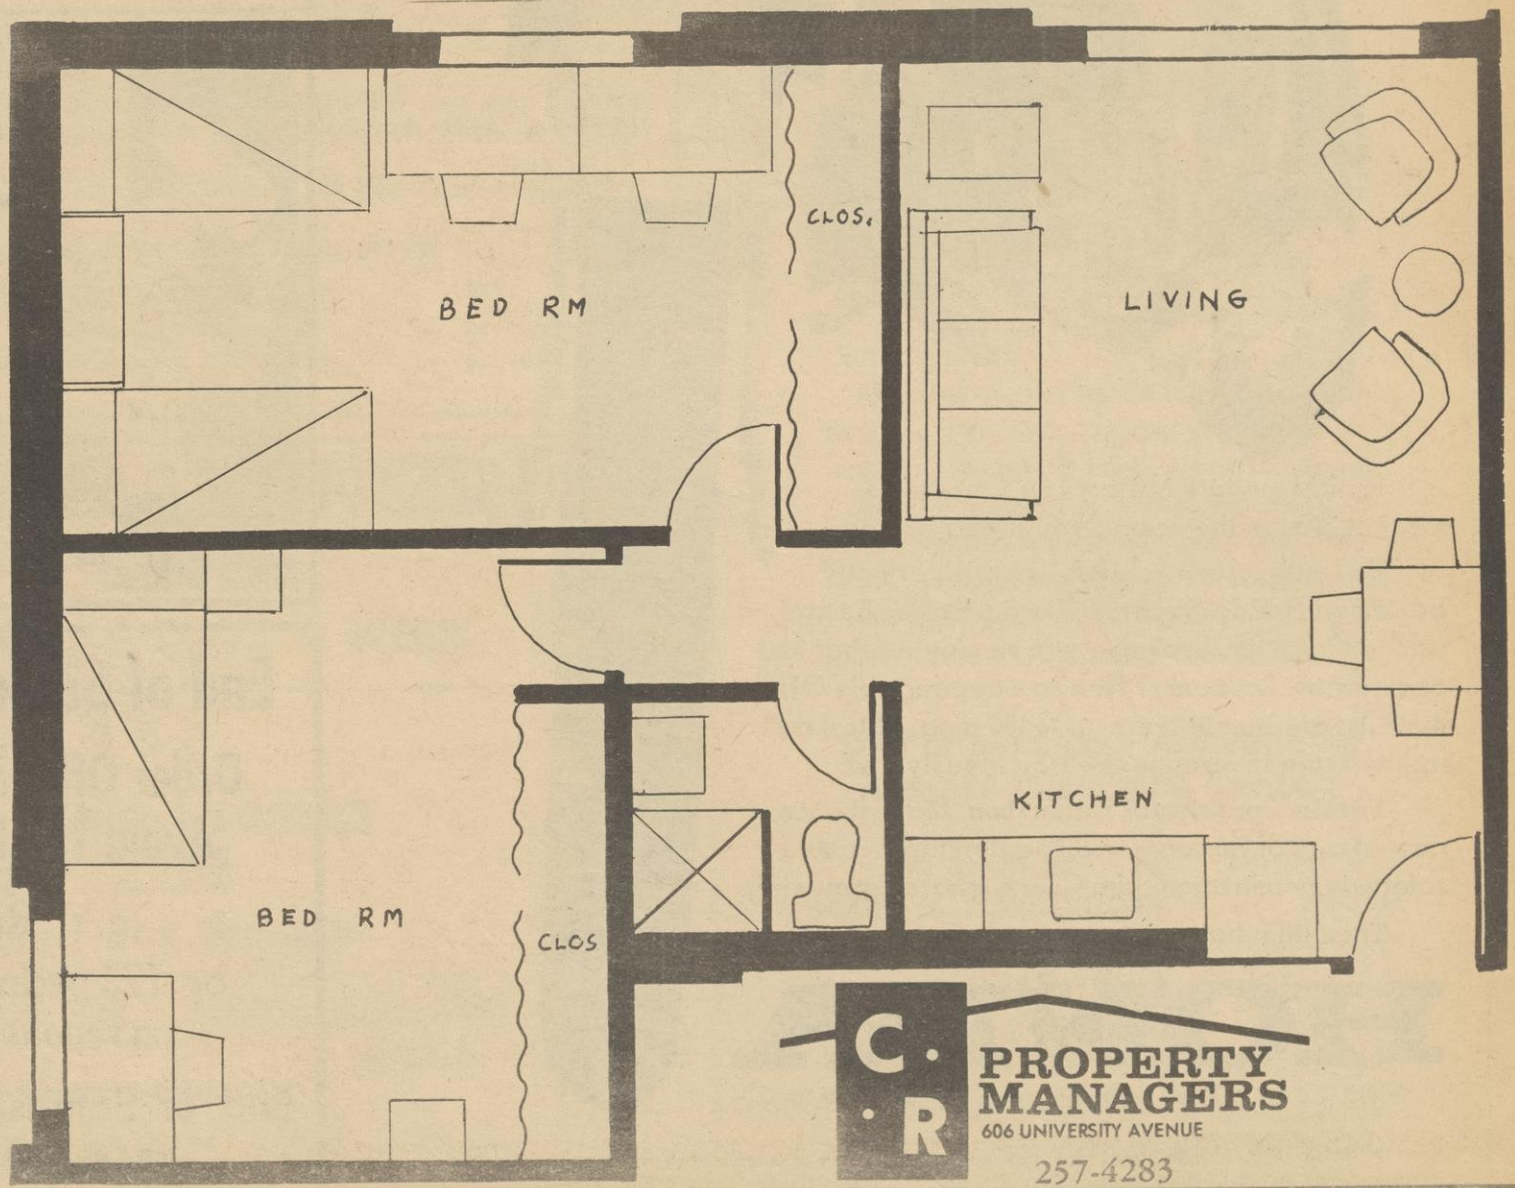 CLOS.
BED RM
LIVING
KITCHEN
BED RM
CLOS
C.
.R
PROPERTY
MANAGERS
606 UNIVERSITY AVENUE
257-4283